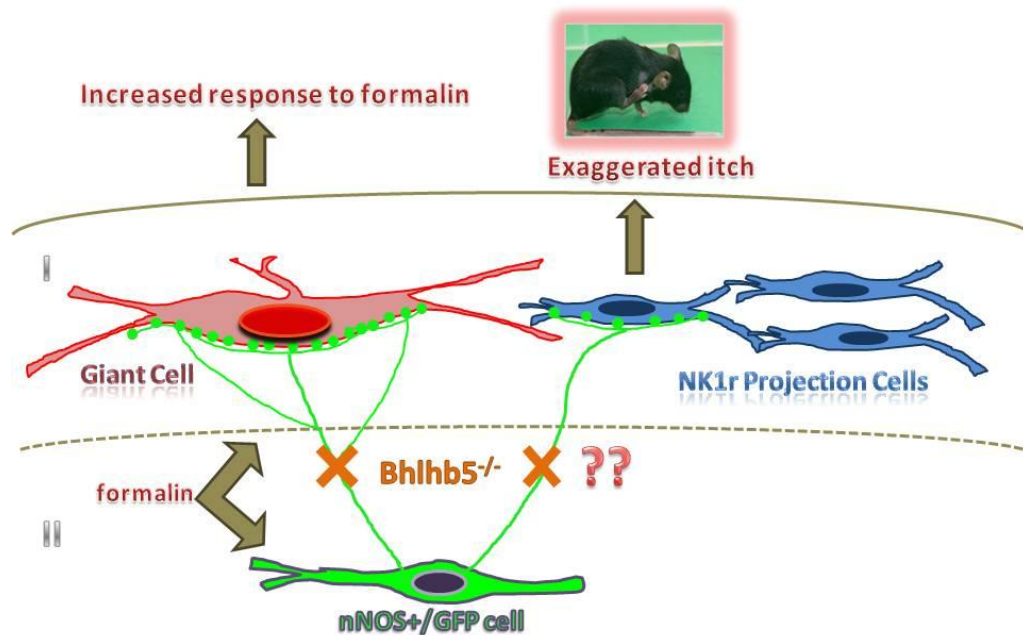 Increased response to formalin
Exaggerated itch
I
Giant Cell
NK1r Projection Cells
Bhlhb5-/-
??
formalin
II
nNOS+/GFP cell